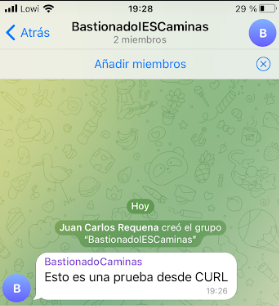 Lowi 19:28 29 %
Atrás BastionadoIESCaminas B
2 miembros
Añadir miembros
Hoy
Juan Carlos Requena creó el grupo
"BastionadoIESCaminas"
BastionadoCaminas
Esto es una prueba desde CURL
19:26
B